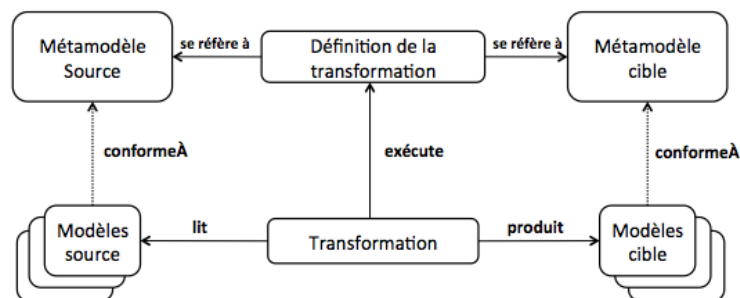 Métamodèle
Source
se réfère à
Définition de la
transformation
se réfère à
Métamodèle
cible
conformeÀ
exécute
conformeÀ
Modèles
source
lit
Transformation
produit
Modèles
cible